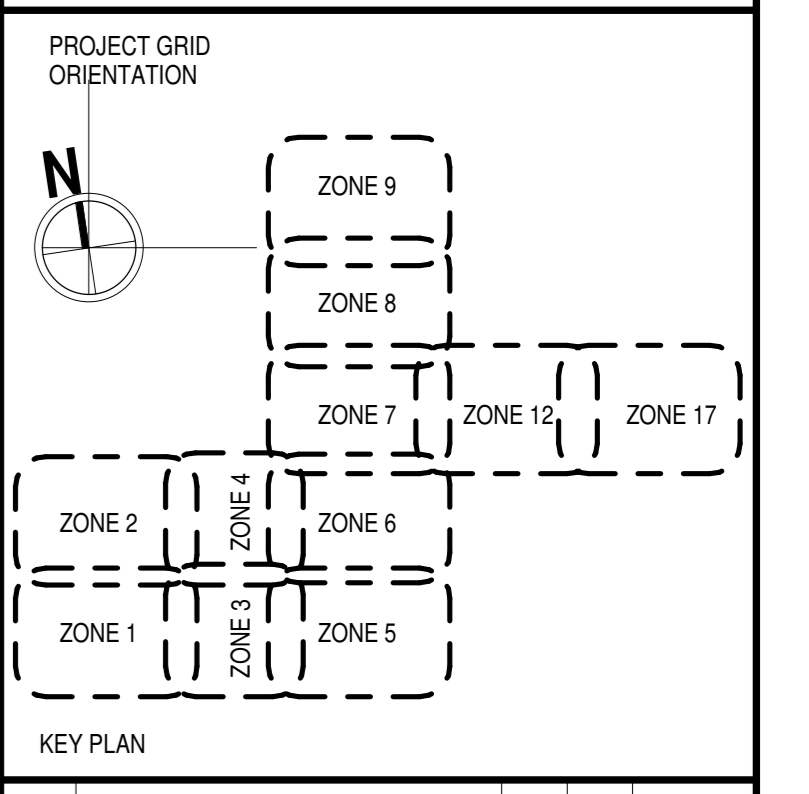 PROJECT GRID
ORIENTATION
N
ZONE 9
ZONE 8
ZONE 7
ZONE 12
ZONE 17
ZONE 2
ZONE 4
ZONE 6
ZONE 1
ZONE 3
ZONE 5
KEY PLAN